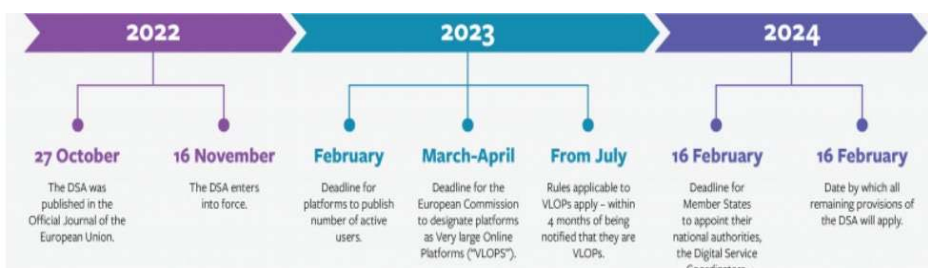 2022
2023
2024
27 October
The DSA was
published in the
Official Journal of the
European Union.
16 November
The DSA enters
into force.
February
Deadline for
platforms to publish
number of active
users.
March-April
Deadline for the
European Commission
to designate platforms
as Very large Online
Platforms ("VLOPS").
From July
Rules applicable to
VLOPs apply – within
4 months of being
notified that they are
VLOPs.
16 February
Deadline for
Member States
to appoint their
national authorities,
the Digital Service
16 February
Date by which all
remaining provisions of
the DSA will apply.